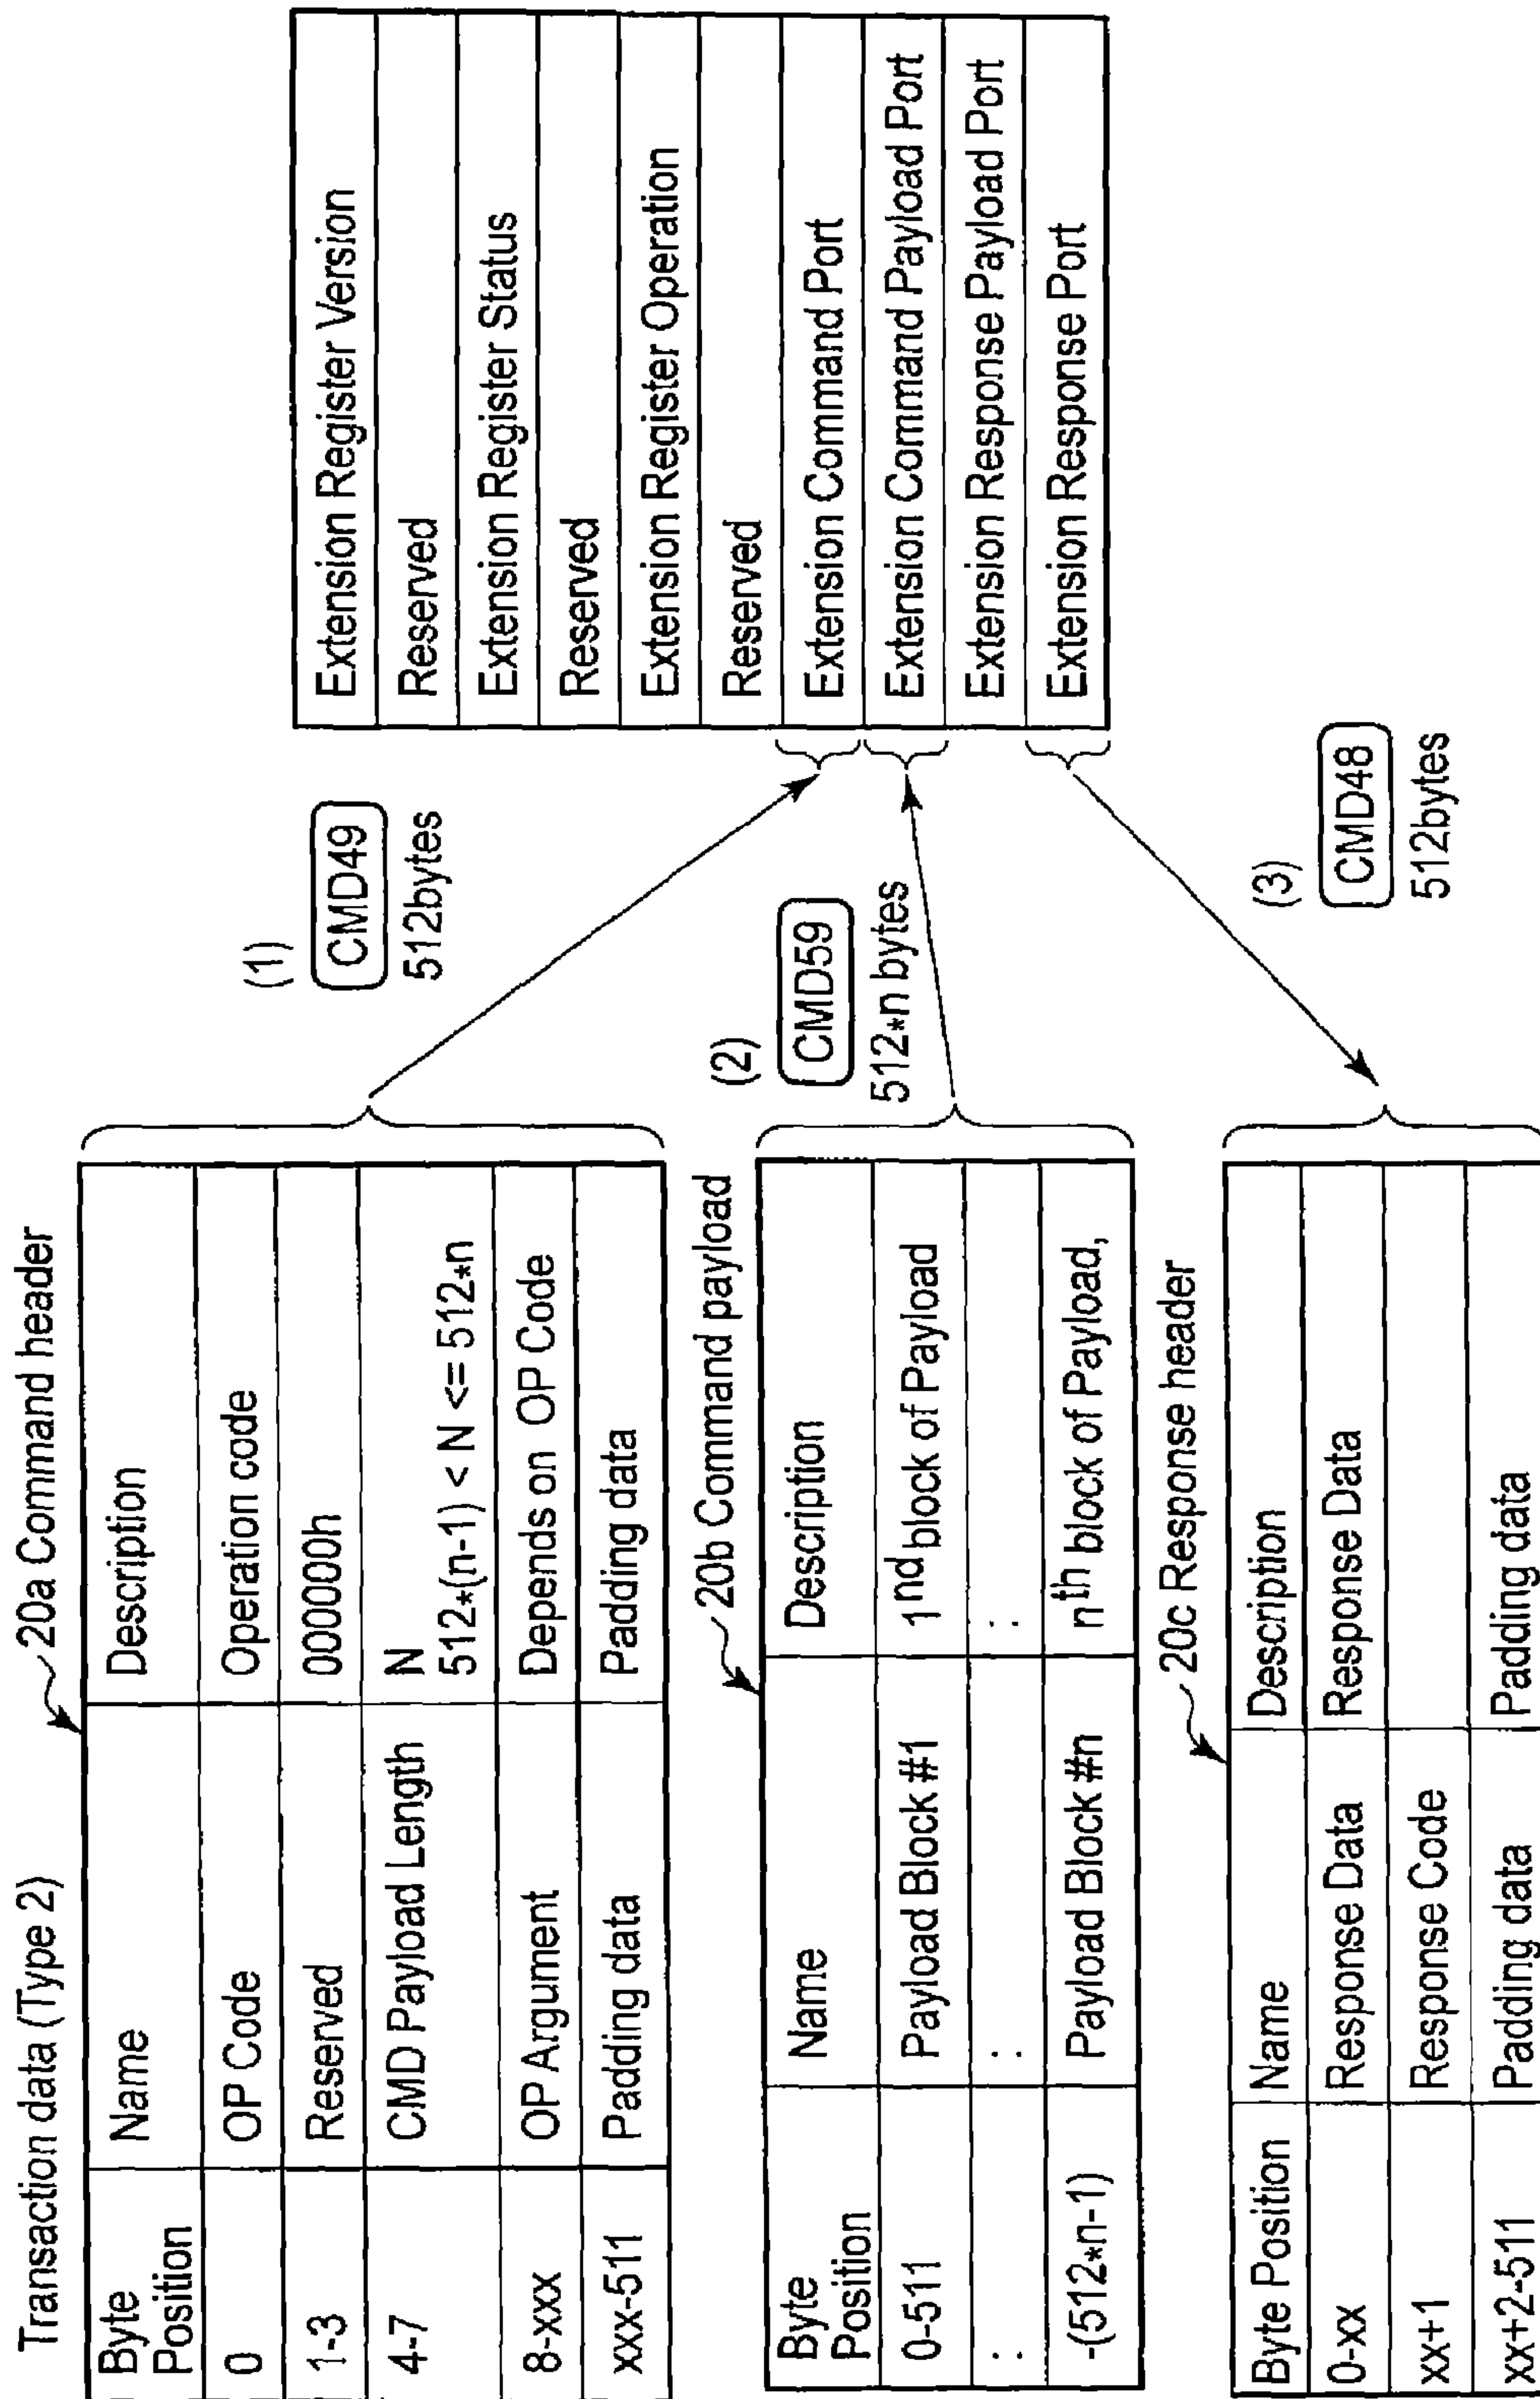 Transaction data (Type 2)
20a Command header
Byte Position Name Description
0 OP Code Operation code
1-3 Reserved 000000h
4-7 CMD Payload Length N
512*(n-1) < N <= 512*n
8-xxx OP Argument Depends on OP Code
xxx-511 Padding data Padding data
20b Command payload
Byte Position Name Description
0-511 Payload Block #1 1nd block of Payload
: : :
-(512*n-1) Payload Block #n nth block of Payload,
20c Response header
Byte Position Name Description
0-xx Response Data Response Data
xx+1 Response Code
xx+2-511 Padding data Padding data
(1)
CMD49
512bytes
(2)
CMD59
512*n bytes
(3)
CMD48
512bytes
Extension Register Version
Reserved
Extension Register Status
Reserved
Extension Register Operation
Reserved
Extension Command Port
Extension Command Payload Port
Extension Response Payload Port
Extension Response Port